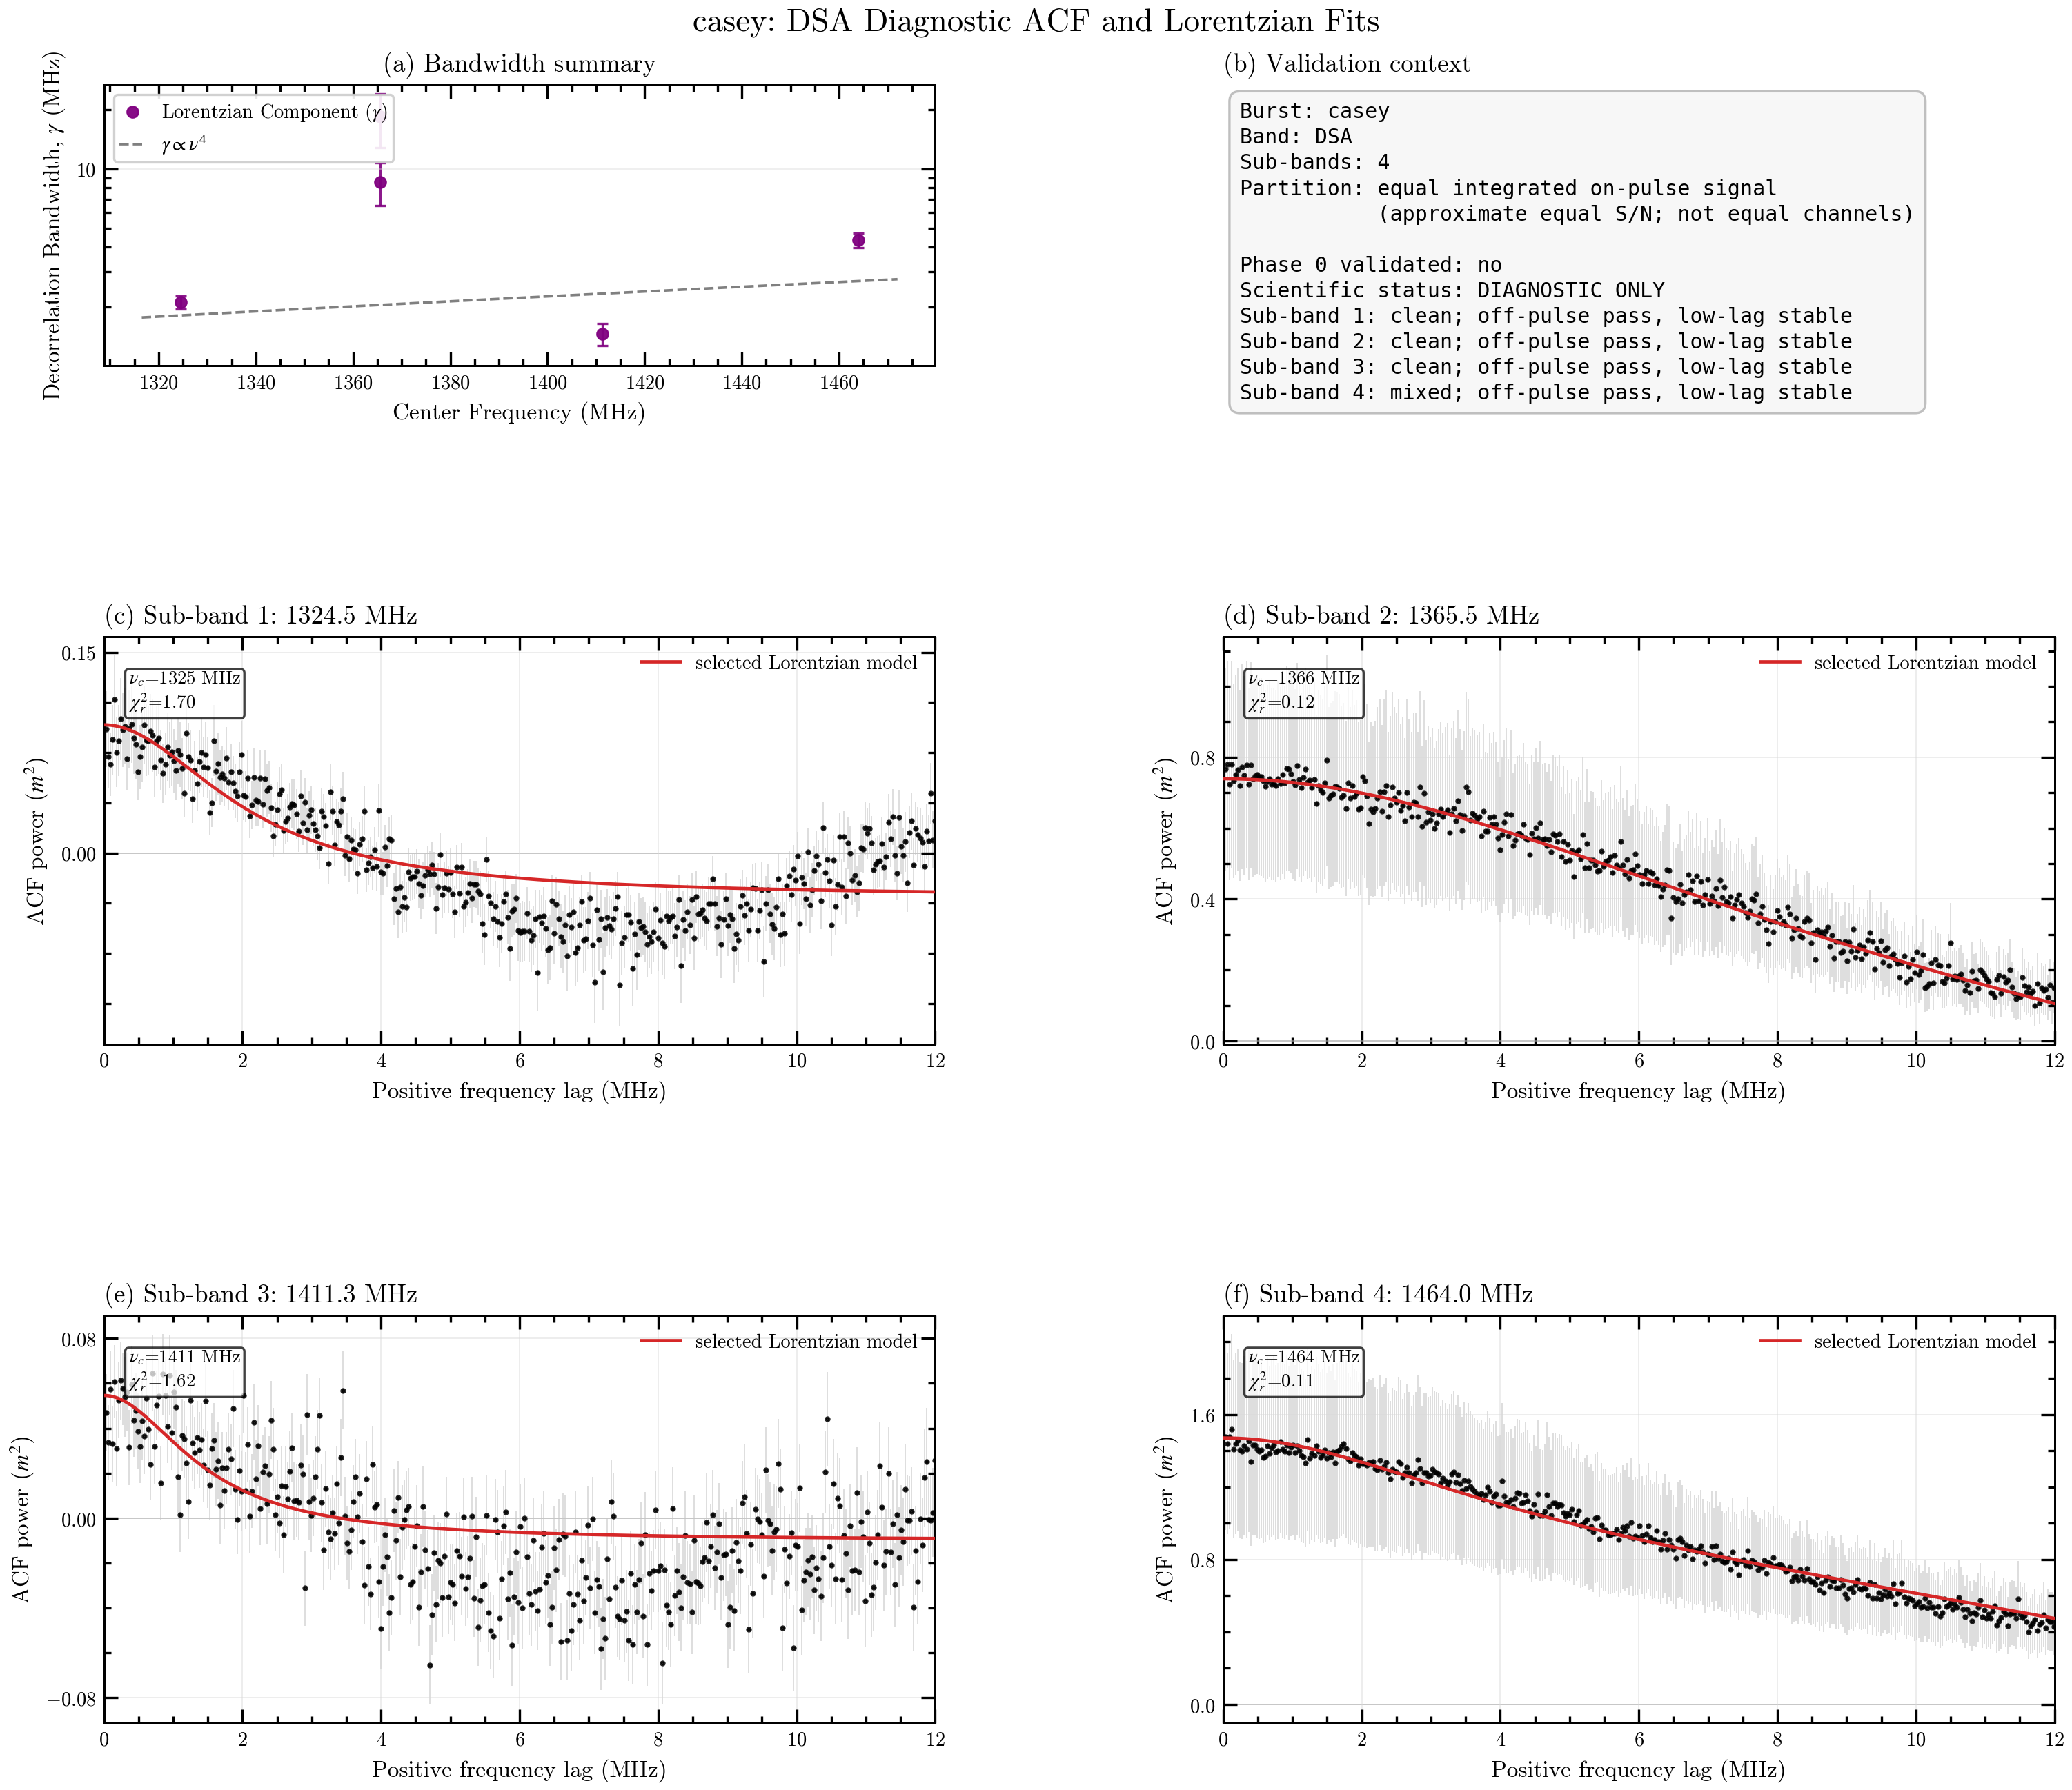 casey: DSA Diagnostic ACF and Lorentzian Fits
(a) Bandwidth summary
Decorrelation Bandwidth, γ (MHz)
Lorentzian Component (γ)
γ∝ν⁴
10
1320 1340 1360 1380 1400 1420 1440 1460
Center Frequency (MHz)
(b) Validation context
Burst: casey
Band: DSA
Sub-bands: 4
Partition: equal integrated on-pulse signal
(approximate equal S/N; not equal channels)
Phase 0 validated: no
Scientific status: DIAGNOSTIC ONLY
Sub-band 1: clean; off-pulse pass, low-lag stable
Sub-band 2: clean; off-pulse pass, low-lag stable
Sub-band 3: clean; off-pulse pass, low-lag stable
Sub-band 4: mixed; off-pulse pass, low-lag stable
(c) Sub-band 1: 1324.5 MHz
ACF power (m²)
0.15
0.00
selected Lorentzian model
ν_c=1325 MHz
χ²_r=1.70
0 2 4 6 8 10 12
Positive frequency lag (MHz)
(d) Sub-band 2: 1365.5 MHz
ACF power (m²)
0.8
0.4
0.0
selected Lorentzian model
ν_c=1366 MHz
χ²_r=0.12
0 2 4 6 8 10 12
Positive frequency lag (MHz)
(e) Sub-band 3: 1411.3 MHz
ACF power (m²)
0.08
0.00
−0.08
selected Lorentzian model
ν_c=1411 MHz
χ²_r=1.62
0 2 4 6 8 10 12
Positive frequency lag (MHz)
(f) Sub-band 4: 1464.0 MHz
ACF power (m²)
1.6
0.8
0.0
selected Lorentzian model
ν_c=1464 MHz
χ²_r=0.11
0 2 4 6 8 10 12
Positive frequency lag (MHz)